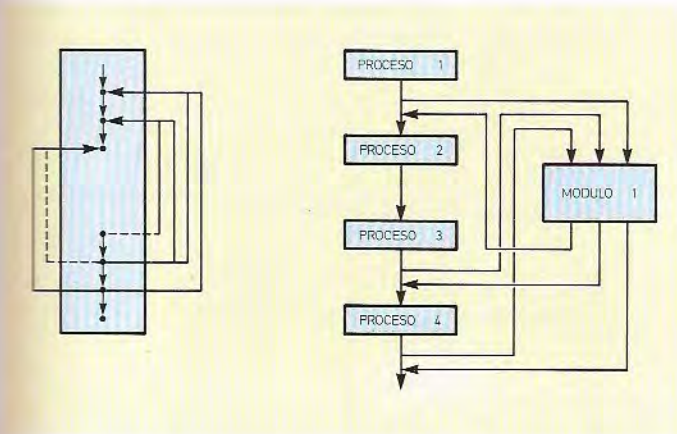 PROCESO 1
PROCESO 2
MODULO 1
PROCESO 3
PROCESO 4